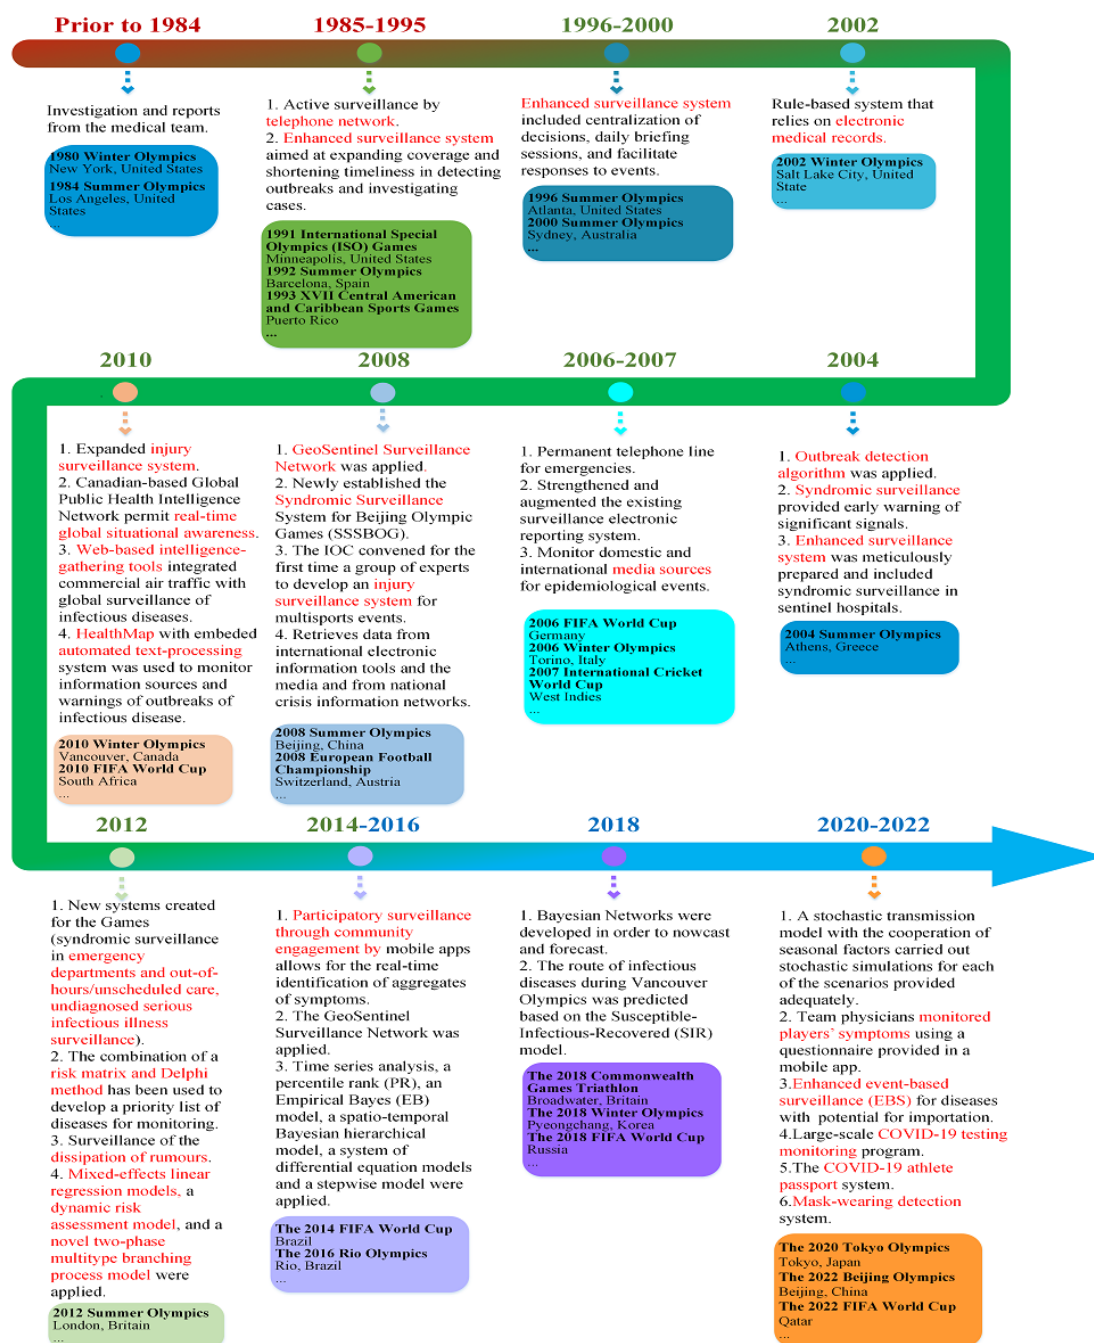 Prior to 1984
Investigation and reports
from the medical team.
1980 Winter Olympics
New York, United States
1984 Summer Olympics
Los Angeles, United
States
...
1985-1995
1. Active surveillance by
telephone network.
2. Enhanced surveillance system
aimed at expanding coverage and
shortening timeliness in detecting
outbreaks and investigating
cases.
1991 International Special
Olympics (ISO) Games
Minneapolis, United States
1992 Summer Olympics
Barcelona, Spain
1993 XVII Central American
and Caribbean Sports Games
Puerto Rico
...
1996-2000
Enhanced surveillance system
included centralization of
decisions, daily briefing
sessions, and facilitate
responses to events.
1996 Summer Olympics
Atlanta, United States
2000 Summer Olympics
Sydney, Australia
...
2002
Rule-based system that
relies on electronic
medical records.
2002 Winter Olympics
Salt Lake City, United
State
...
2010
1. Expanded injury
surveillance system.
2. Canadian-based Global
Public Health Intelligence
Network permit real-time
global situational awareness.
3. Web-based intelligence-
gathering tools integrated
commercial air traffic with
global surveillance of
infectious diseases.
4. HealthMap with embeded
automated text-processing
system was used to monitor
information sources and
warnings of outbreaks of
infectious disease.
2010 Winter Olympics
Vancouver, Canada
2010 FIFA World Cup
South Africa
...
2008
1. GeoSentinel Surveillance
Network was applied.
2. Newly established the
Syndromic Surveillance
System for Beijing Olympic
Games (SSSBOG).
3. The IOC convened for the
first time a group of experts
to develop an injury
surveillance system for
multisports events.
4. Retrieves data from
international electronic
information tools and the
media and from national
crisis information networks.
2008 Summer Olympics
Beijing, China
2008 European Football
Championship
Switzerland, Austria
...
2006-2007
1. Permanent telephone line
for emergencies.
2. Strengthened and
augmented the existing
surveillance electronic
reporting system.
3. Monitor domestic and
international media sources
for epidemiological events.
2006 FIFA World Cup
Germany
2006 Winter Olympics
Torino, Italy
2007 International Cricket
World Cup
West Indies
...
2004
1. Outbreak detection
algorithm was applied.
2. Syndromic surveillance
provided early warning of
significant signals.
3. Enhanced surveillance
system was meticulously
prepared and included
syndromic surveillance in
sentinel hospitals.
2004 Summer Olympics
Athens, Greece
...
2012
1. New systems created
for the Games
(syndromic surveillance
in emergency
departments and out-of-
hours/unscheduled care,
undiagnosed serious
infectious illness
surveillance).
2. The combination of a
risk matrix and Delphi
method has been used to
develop a priority list of
diseases for monitoring.
3. Surveillance of the
dissipation of rumours.
4. Mixed-effects linear
regression models, a
dynamic risk
assessment model, and a
novel two-phase
multitype branching
process model were
applied.
2012 Summer Olympics
London, Britain
...
2014-2016
1. Participatory surveillance
through community
engagement by mobile apps
allows for the real-time
identification of aggregates
of symptoms.
2. The GeoSentinel
Surveillance Network was
applied.
3. Time series analysis, a
percentile rank (PR), an
Empirical Bayes (EB)
model, a spatio-temporal
Bayesian hierarchical
model, a system of
differential equation models
and a stepwise model were
applied.
The 2014 FIFA World Cup
Brazil
The 2016 Rio Olympics
Rio, Brazil
...
2018
1. Bayesian Networks were
developed in order to nowcast
and forecast.
2. The route of infectious
diseases during Vancouver
Olympics was predicted
based on the Susceptible-
Infectious-Recovered (SIR)
model.
The 2018 Commonwealth
Games Triathlon
Broadwater, Britain
The 2018 Winter Olympics
Pyeongchang, Korea
The 2018 FIFA World Cup
Russia
...
2020-2022
1. A stochastic transmission
model with the cooperation of
seasonal factors carried out
stochastic simulations for each
of the scenarios provided
adequately.
2. Team physicians monitored
players' symptoms using a
questionnaire provided in a
mobile app.
3.Enhanced event-based
surveillance (EBS) for diseases
with potential for importation.
4.Large-scale COVID-19 testing
monitoring program.
5.The COVID-19 athlete
passport system.
6.Mask-wearing detection
system.
The 2020 Tokyo Olympics
Tokyo, Japan
The 2022 Beijing Olympics
Beijing, China
The 2022 FIFA World Cup
Qatar
...